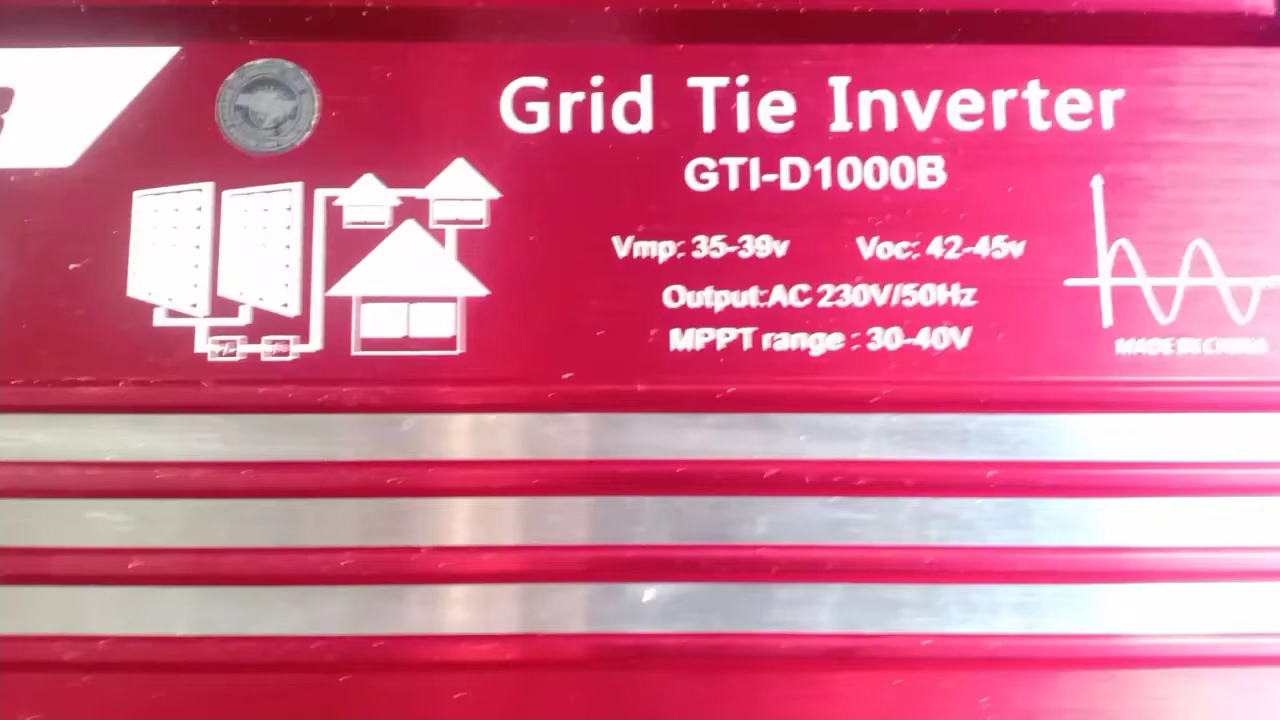 Grid Tie Inverter
GTI-D1000B
Vmp: 35-39v Voc: 42-45v
Output:AC 230V/50Hz
MPPT range : 30-40V
MADE IN CHINA